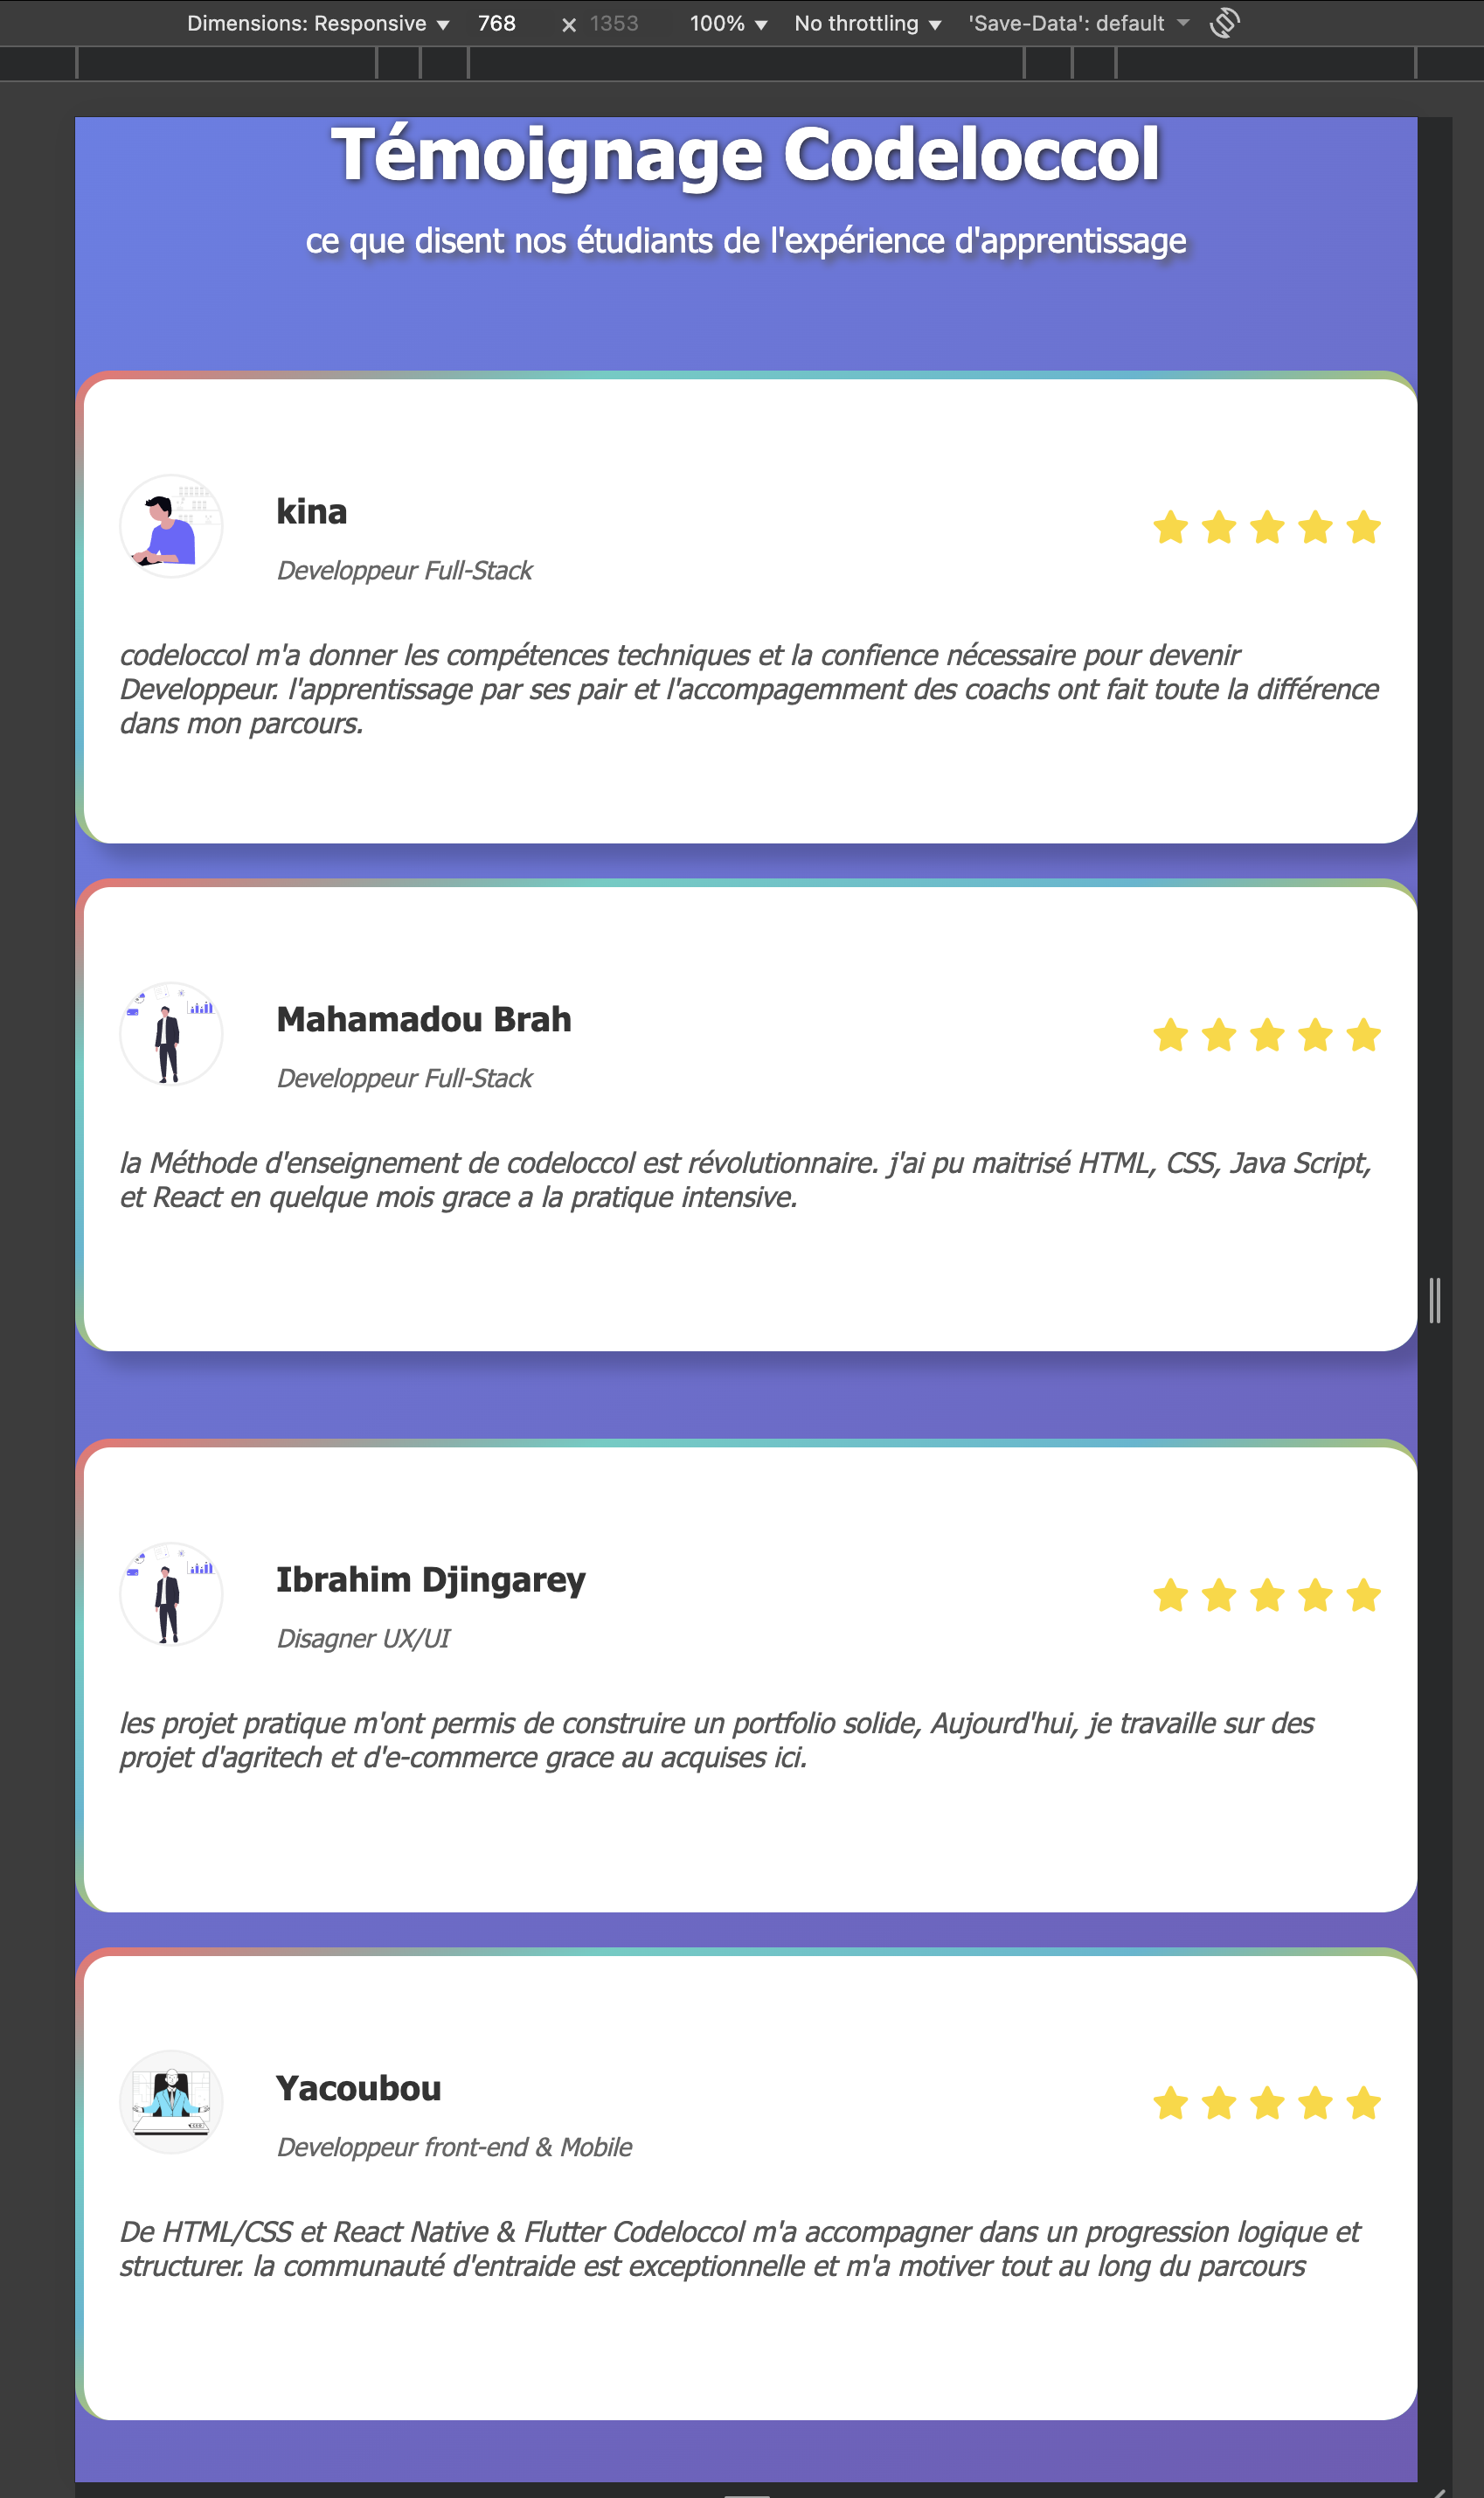 Dimensions: Responsive ▼ 768 × 1353 100% ▼ No throttling ▼ 'Save-Data': default ▼
Témoignage Codeloccol
ce que disent nos étudiants de l'expérience d'apprentissage
kina
Developpeur Full-Stack
codeloccol m'a donner les compétences techniques et la confience nécessaire pour devenir
Developpeur. l'apprentissage par ses pair et l'accompagemment des coachs ont fait toute la différence
dans mon parcours.
Mahamadou Brah
Developpeur Full-Stack
la Méthode d'enseignement de codeloccol est révolutionnaire. j'ai pu maitrisé HTML, CSS, Java Script,
et React en quelque mois grace a la pratique intensive.
Ibrahim Djingarey
Disagner UX/UI
les projet pratique m'ont permis de construire un portfolio solide, Aujourd'hui, je travaille sur des
projet d'agritech et d'e-commerce grace au acquises ici.
Yacoubou
Developpeur front-end & Mobile
De HTML/CSS et React Native & Flutter Codeloccol m'a accompagner dans un progression logique et
structurer. la communauté d'entraide est exceptionnelle et m'a motiver tout au long du parcours